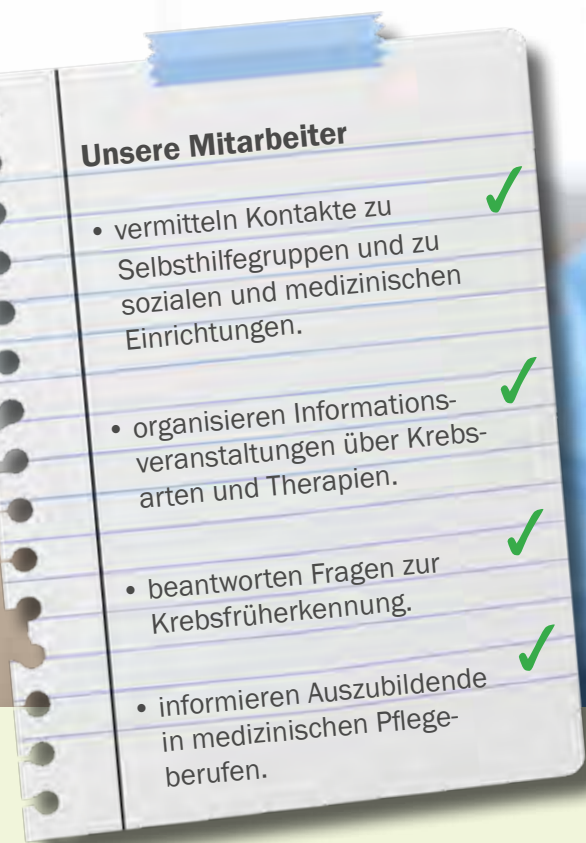 Unsere Mitarbeiter
• vermitteln Kontakte zu
Selbsthilfegruppen und zu
sozialen und medizinischen
Einrichtungen.
• organisieren Informations-
veranstaltungen über Krebs-
arten und Therapien.
• beantworten Fragen zur
Krebsfrüherkennung.
• informieren Auszubildende
in medizinischen Pflege-
berufen.